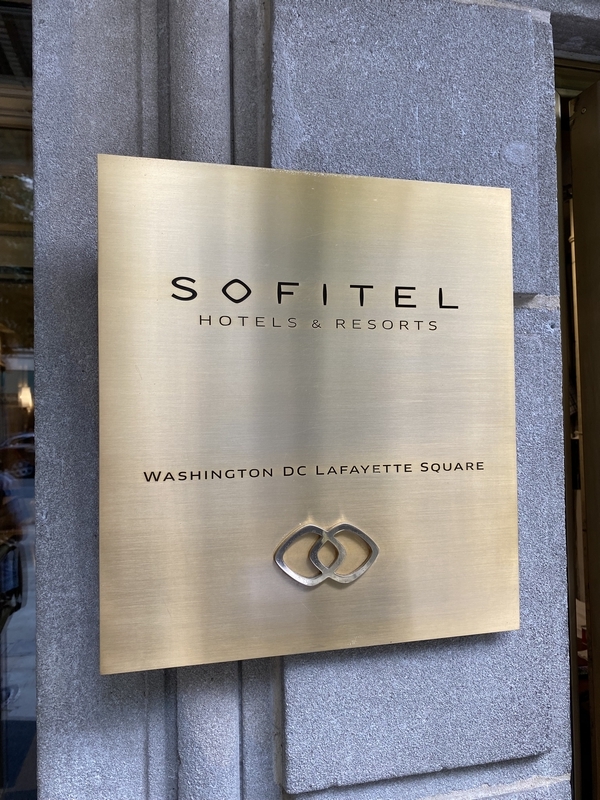 SOFITEL
HOTELS & RESORTS
WASHINGTON DC LAFAYETTE SQUARE